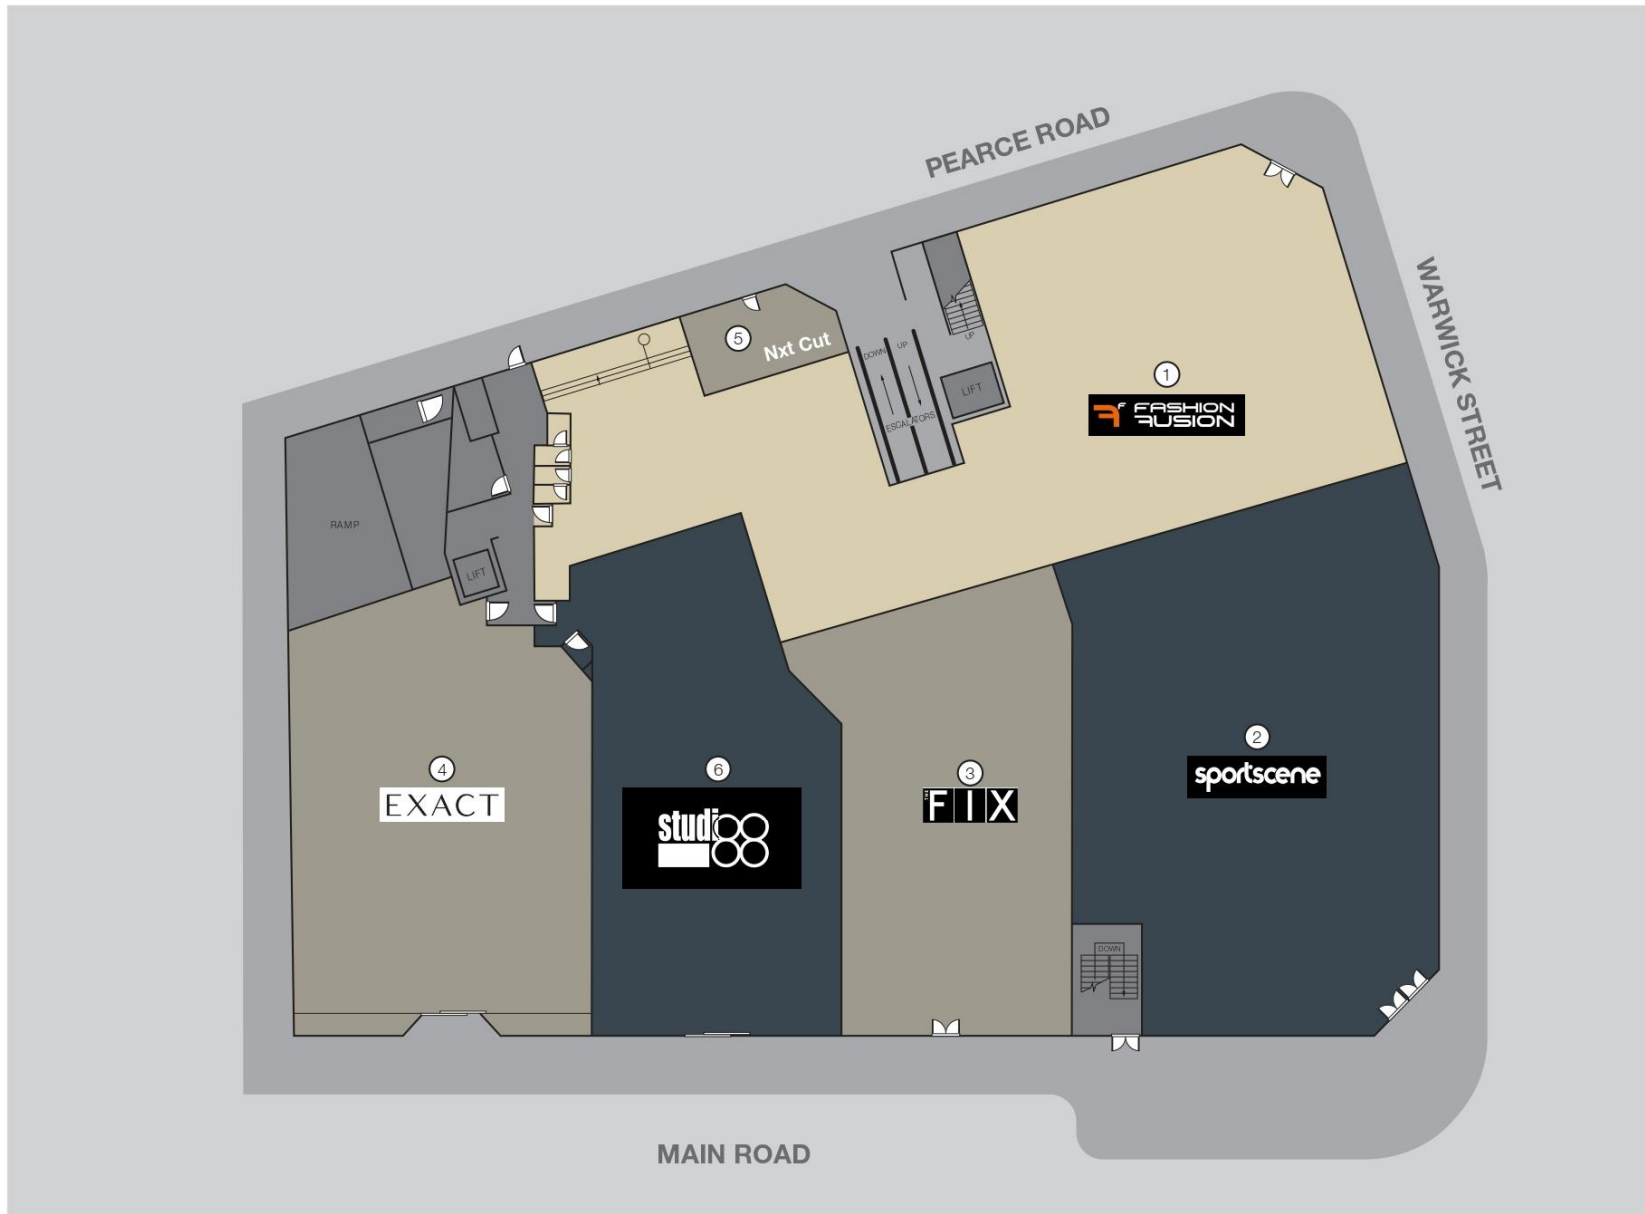 PEARCE ROAD
WARWICK STREET
5
Nxt Cut
DOWN
UP
UP
LIFT
ESCALATORS
1
FASHION
FUSION
RAMP
LIFT
4
EXACT
6
studio
88
3
THE FIX
2
sportscene
DOWN
MAIN ROAD